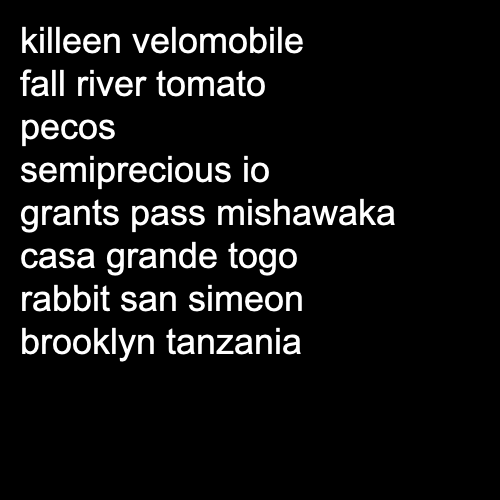 killeen velomobile
fall river tomato
pecos
semiprecious io
grants pass mishawaka
casa grande togo
rabbit san simeon
brooklyn tanzania